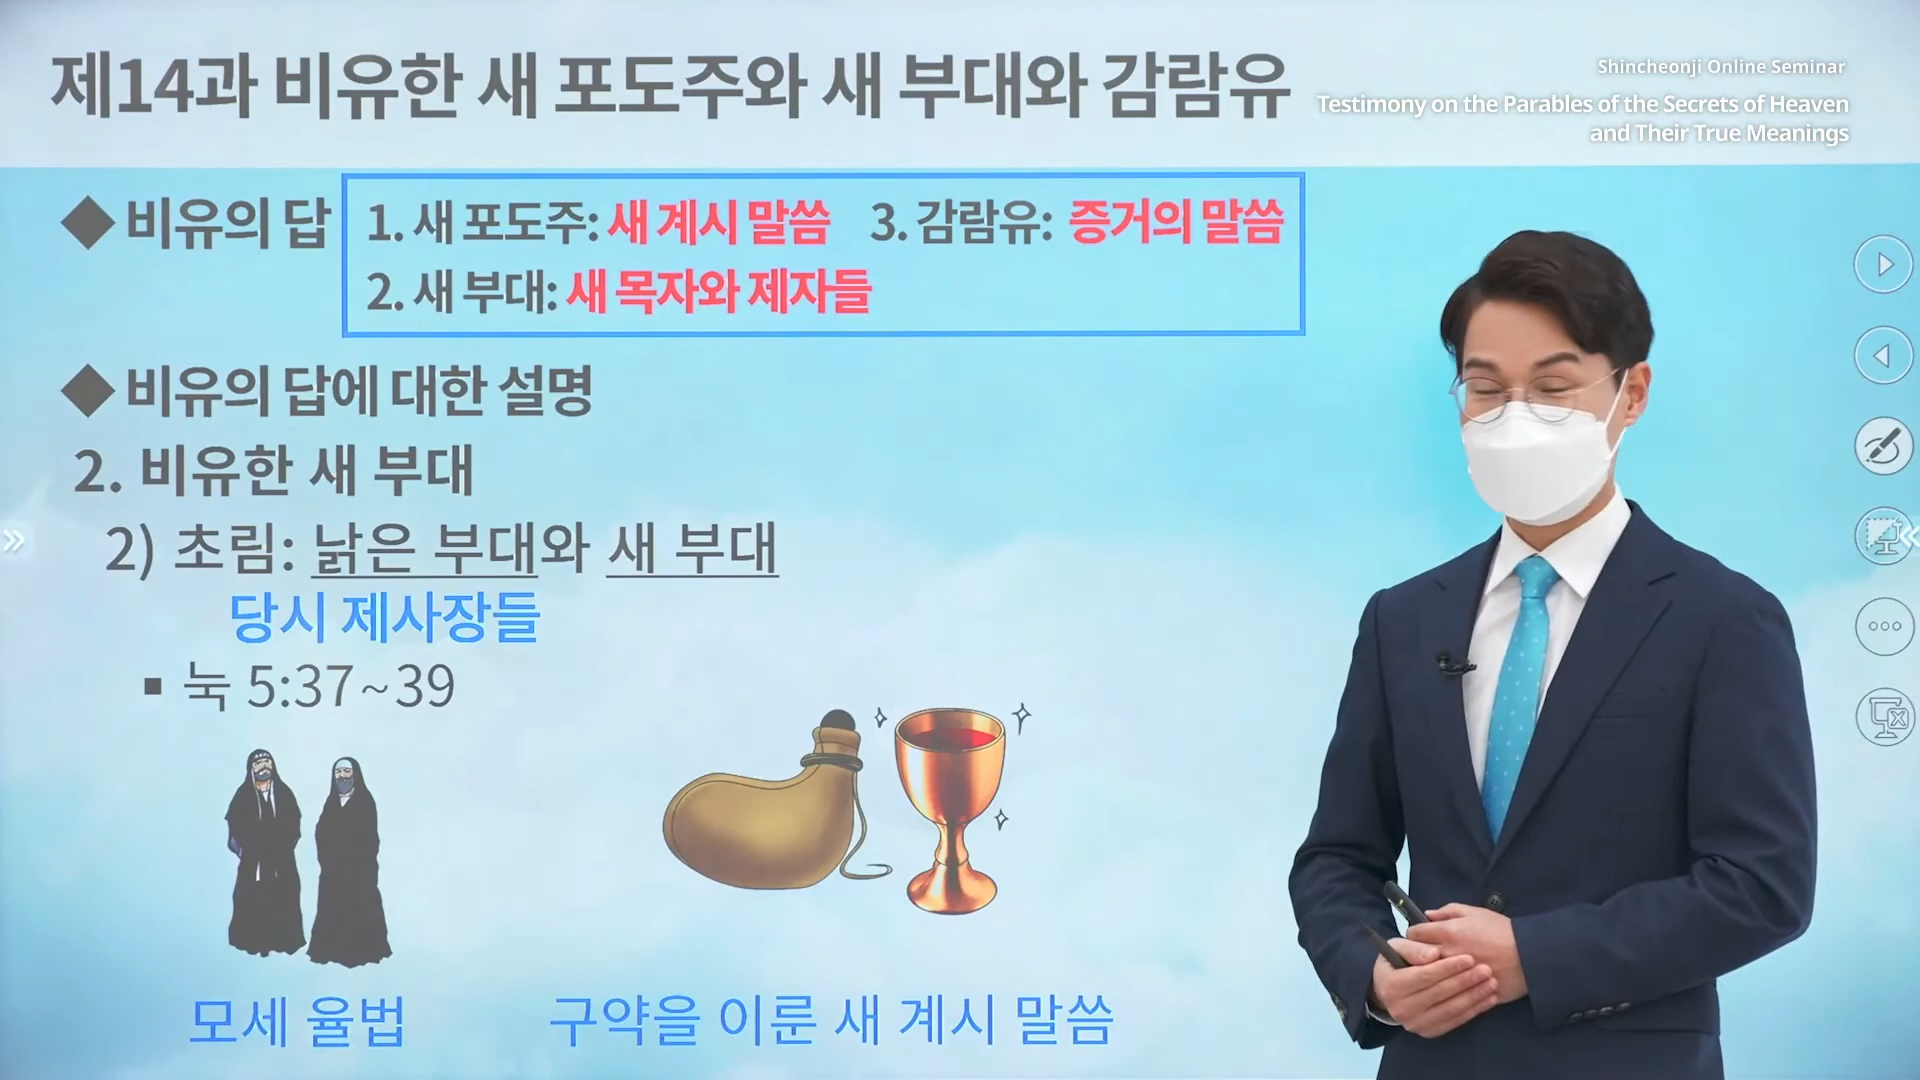 제14과 비유한 새 포도주와 새 부대와 감람유
Shincheonji Online Seminar
Testimony on the Parables of the Secrets of Heaven
and Their True Meanings
◆비유의 답
1. 새 포도주: 새 계시 말씀 3. 감람유: 증거의 말씀
2. 새 부대: 새 목자와 제자들
◆비유의 답에 대한 설명
2. 비유한 새 부대
2) 초림: 낡은 부대와 새 부대
당시 제사장들
▪ 눅 5:37~39
모세 율법
구약을 이룬 새 계시 말씀